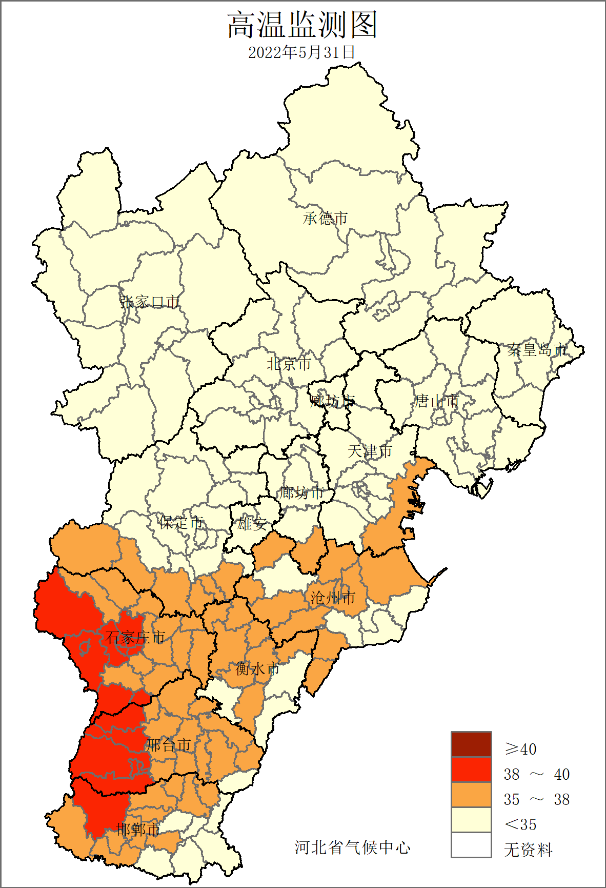 高温监测图
2022年5月31日
承德市
张家口市
秦皇岛市
北京市
廊坊市
唐山市
天津市
廊坊市
保定市
雄安
沧州市
石家庄市
衡水市
邢台市
邯郸市
≥40
38 ~ 40
35 ~ 38
<35
无资料
河北省气候中心